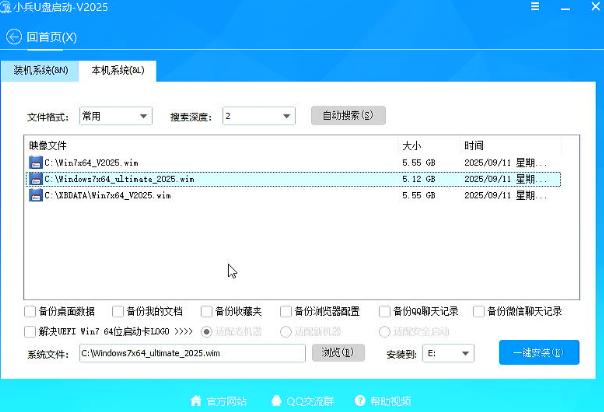 小兵U盘启动-V2025
回首页(X)
装机系统(&N) 本机系统(&L)
文件格式: 常用 搜索深度: 2 自动搜索(S)
映像文件 大小 时间
C:\Win7x64_V2025.wim 5.55 GB 2025/09/11 星期...
C:\Windows7x64_ultimate_2025.wim 5.12 GB 2025/09/11 星期...
C:\XBDATA\Win7x64_V2025.wim 5.55 GB 2025/09/11 星期...
备份桌面数据 备份我的文档 备份收藏夹 备份浏览器配置 备份QQ聊天记录 备份微信聊天记录
解决UEFI Win7 64位启动卡LOGO >>>> 适配老机器 适配新机器 适配安全启动
系统文件: C:\Windows7x64_ultimate_2025.wim 浏览(B) 安装到: E: 一键安装(A)
官方网站 QQ交流群 帮助视频